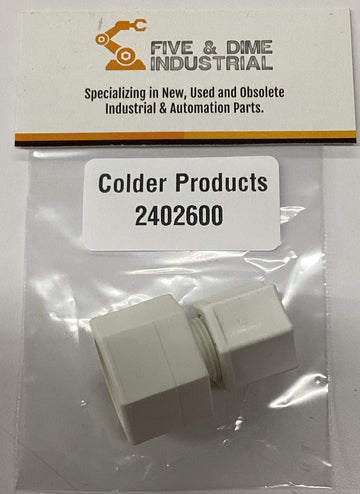 FIVE & DIME
INDUSTRIAL
Specializing in New, Used and Obsolete
Industrial & Automation Parts.
Colder Products
2402600